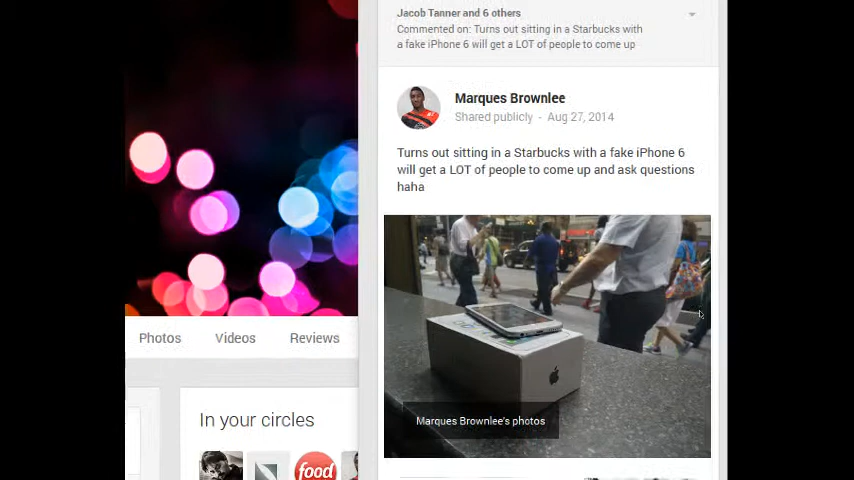 Jacob Tanner and 6 others
Commented on: Turns out sitting in a Starbucks with
a fake iPhone 6 will get a LOT of people to come up
Marques Brownlee
Shared publicly - Aug 27, 2014
Turns out sitting in a Starbucks with a fake iPhone 6
will get a LOT of people to come up and ask questions
haha
Marques Brownlee's photos
Photos Videos Reviews
In your circles
food